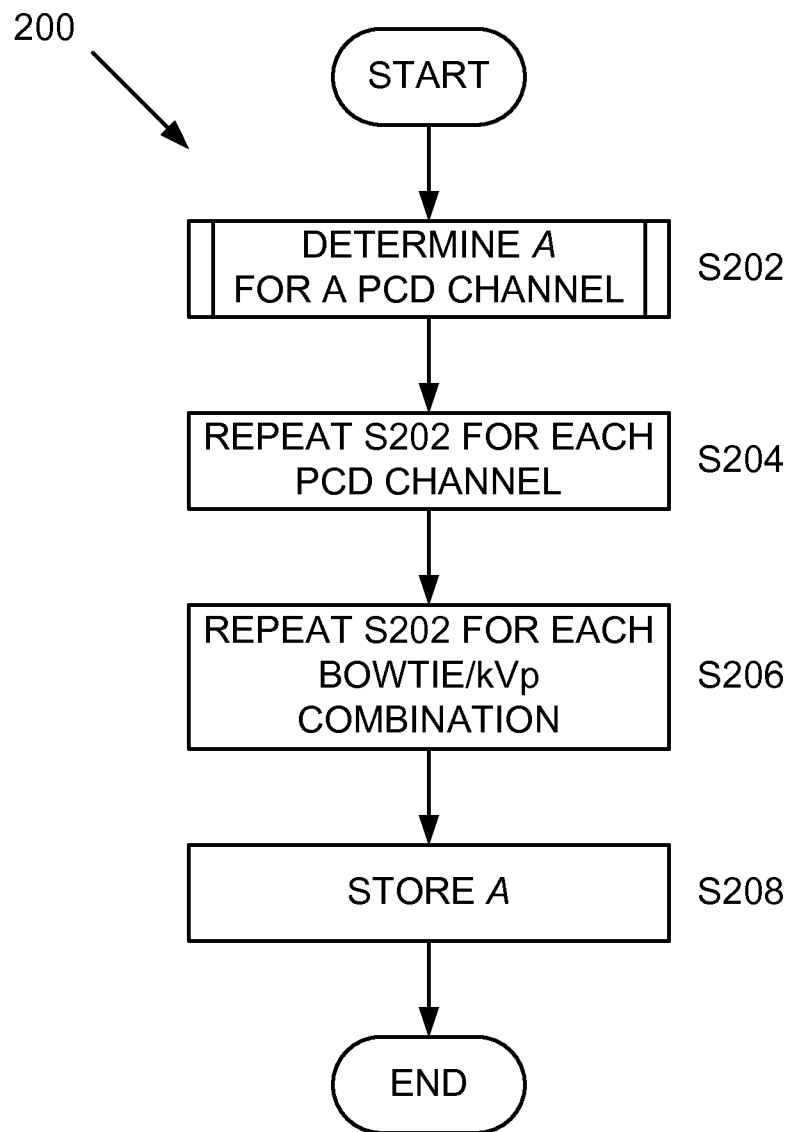 200
START
DETERMINE A
FOR A PCD CHANNEL
S202
REPEAT S202 FOR EACH
PCD CHANNEL
S204
REPEAT S202 FOR EACH
BOWTIE/kVp
COMBINATION
S206
STORE A
S208
END